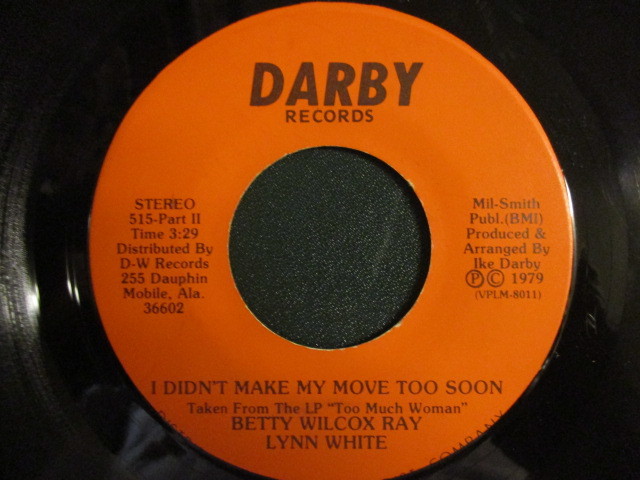 DARBY
RECORDS
STEREO
515-Part II
Time 3:29
Distributed By
D-W Records
255 Dauphin
Mobile, Ala.
36602
Mil-Smith
Publ.(BMI)
Produced &
Arranged By
Ike Darby
Ⓟ © 1979
(VPLM-8011)
I DIDN'T MAKE MY MOVE TOO SOON
Taken From The LP "Too Much Woman"
BETTY WILCOX RAY
LYNN WHITE
COMPANY